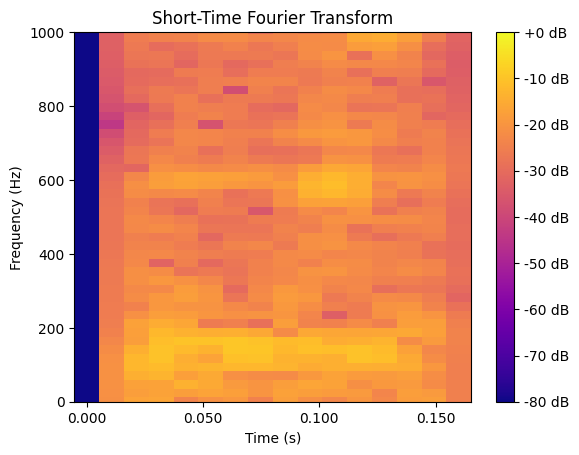 Short-Time Fourier Transform
Frequency (Hz)
1000
800
600
400
200
0
0.000
0.050
0.100
0.150
Time (s)
+0 dB
-10 dB
-20 dB
-30 dB
-40 dB
-50 dB
-60 dB
-70 dB
-80 dB